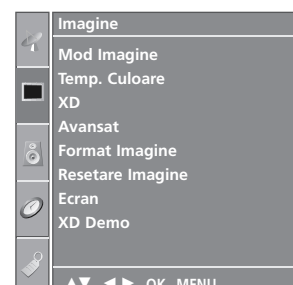 Imagine
Mod Imagine
Temp. Culoare
XD
Avansat
Format Imagine
Resetare Imagine
Ecran
XD Demo
▲▼ ◄ ► OK MENU